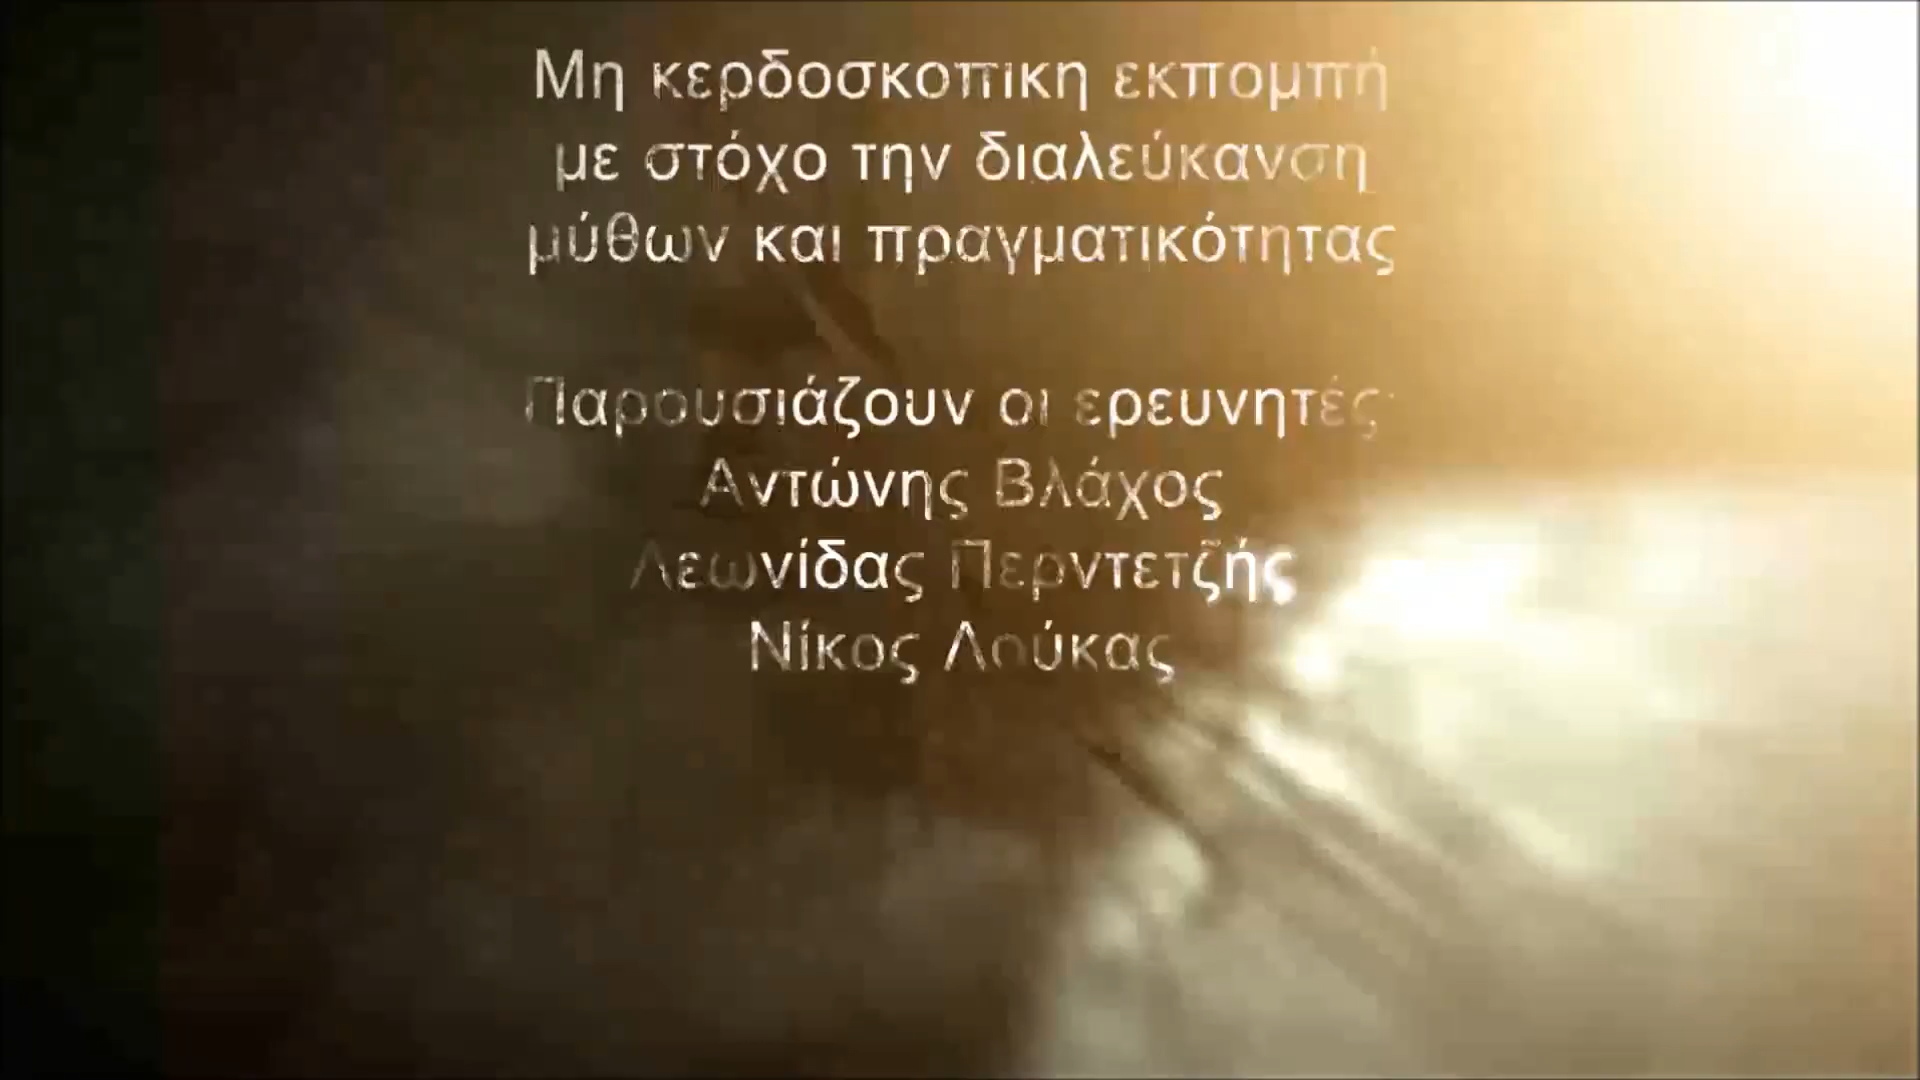 Μη κερδοσκοπικη εκπομπή
με στόχο την διαλεύκανση
μύθων και πραγματικότητας
Παρουσιάζουν οι ερευνητές:
Αντώνης Βλάχος
Λεωνίδας Περντετζής
Νίκος Λούκας